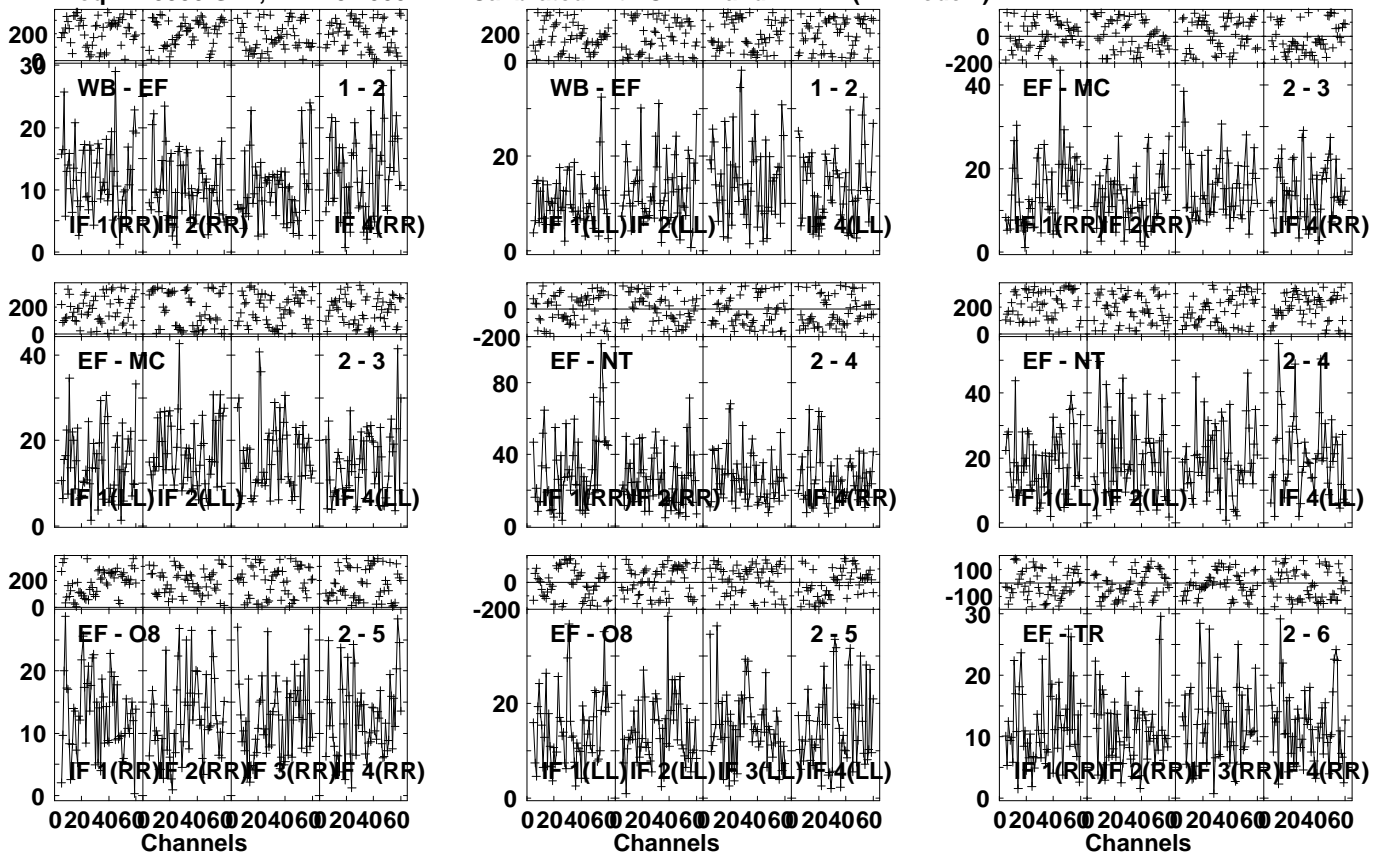 200
0
200
0
0
-200
30
20
10
0
WB - EF 1 - 2
IF 1(RR) IF 2(RR) IF 4(RR)
20
0
WB - EF 1 - 2
IF 1(LL) IF 2(LL) IF 4(LL)
40
20
0
EF - MC 2 - 3
IF 1(RR) IF 2(RR) IF 4(RR)
200
0
0
-200
200
0
40
20
0
EF - MC 2 - 3
IF 1(LL) IF 2(LL) IF 4(LL)
80
40
0
EF - NT 2 - 4
IF 1(RR) IF 2(RR) IF 4(RR)
40
20
0
EF - NT 2 - 4
IF 1(LL) IF 2(LL) IF 4(LL)
200
0
0
-200
100
-100
20
10
0
EF - O8 2 - 5
IF 1(RR) IF 2(RR) IF 3(RR) IF 4(RR)
20
0
EF - O8 2 - 5
IF 1(LL) IF 2(LL) IF 3(LL) IF 4(LL)
30
20
10
0
EF - TR 2 - 6
IF 1(RR) IF 2(RR) IF 3(RR) IF 4(RR)
0 20 40 60 0 20 40 60 0 20 40 60 0 20 40 60
0 20 40 60 0 20 40 60 0 20 40 60 0 20 40 60
0 20 40 60 0 20 40 60 0 20 40 60 0 20 40 60
Channels Channels Channels